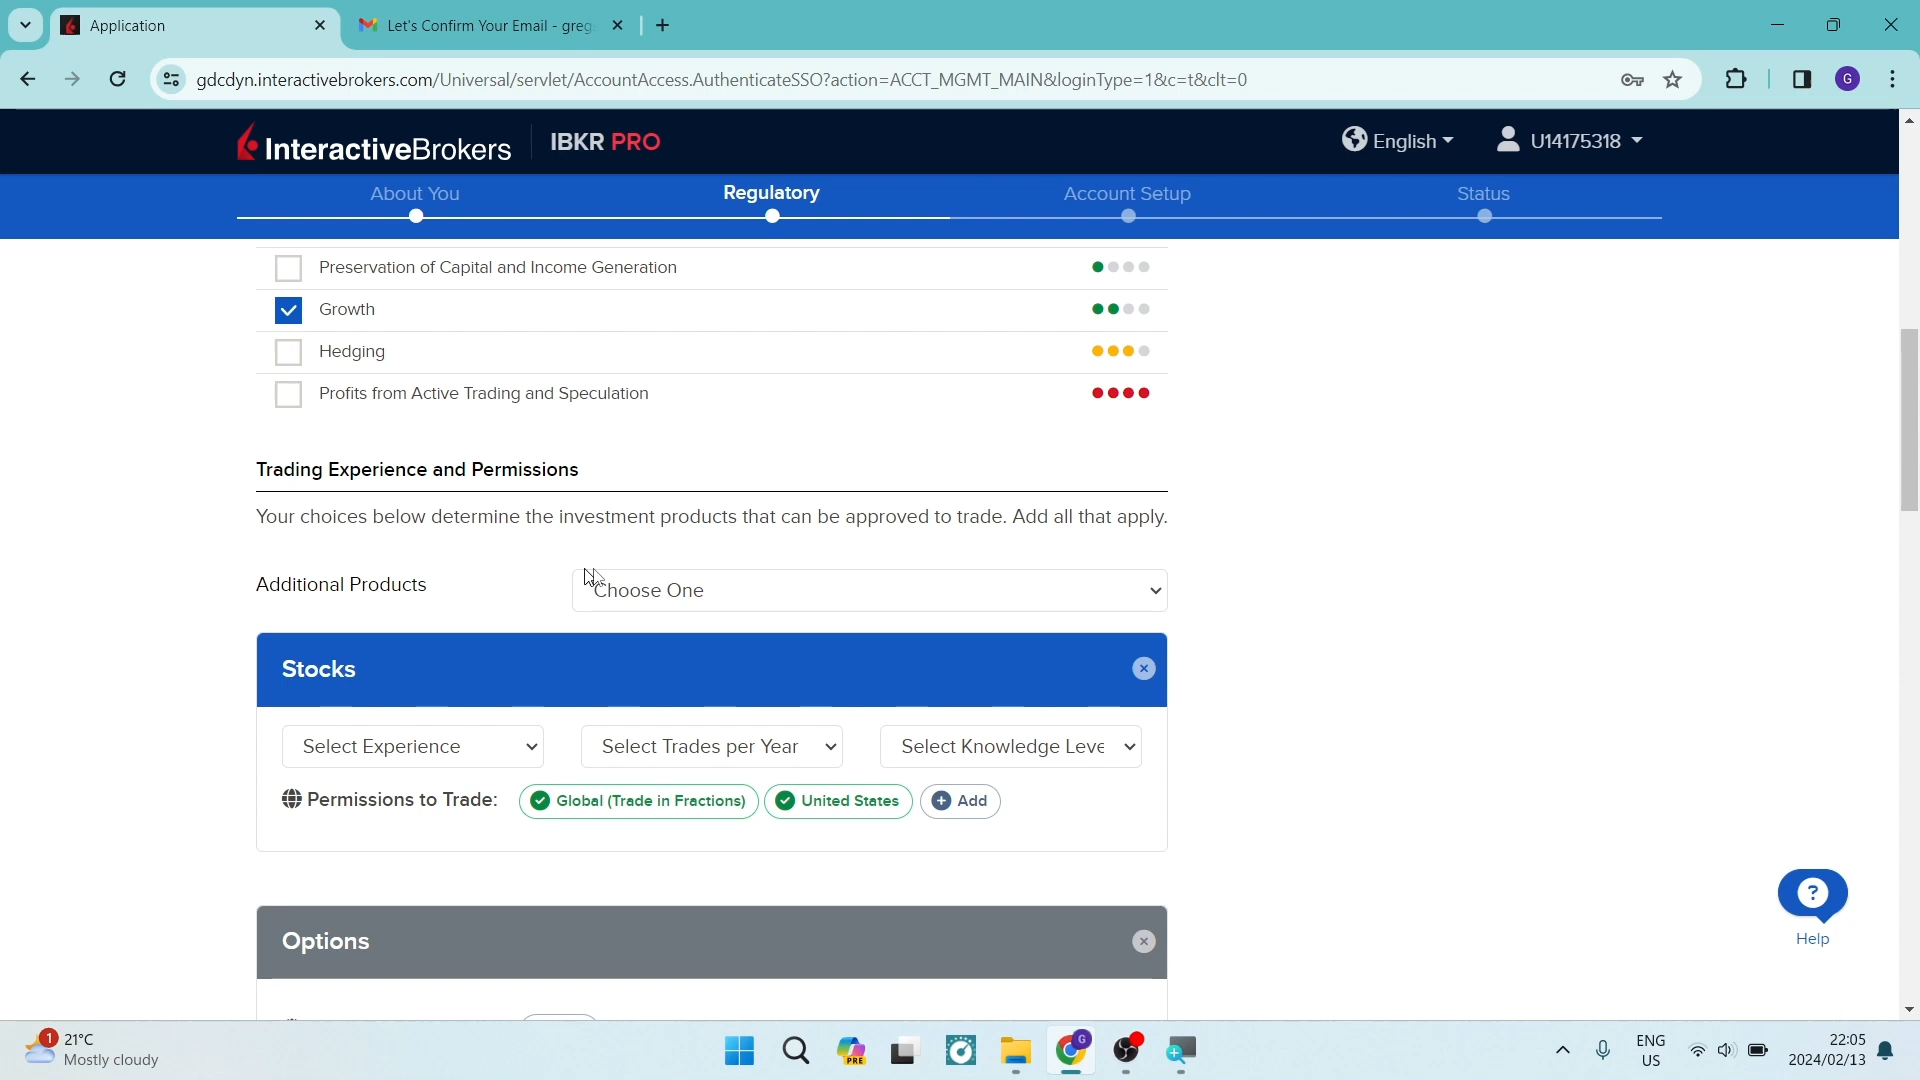 Application
Let's Confirm Your Email - greg
gdcdyn.interactivebrokers.com/Universal/servlet/AccountAccess.AuthenticateSSO?action=ACCT_MGMT_MAIN&loginType=1&c=t&clt=0
G
InteractiveBrokers
IBKR PRO
English
U14175318
About You
Regulatory
Account Setup
Status
Preservation of Capital and Income Generation
Growth
Hedging
Profits from Active Trading and Speculation
Trading Experience and Permissions
Your choices below determine the investment products that can be approved to trade. Add all that apply.
Additional Products
Choose One
Stocks
Select Experience
Select Trades per Year
Select Knowledge Leve
Permissions to Trade:
Global (Trade in Fractions)
United States
Add
Options
?
Help
1
21°C
Mostly cloudy
PRE
G
ENG
US
22:05
2024/02/13